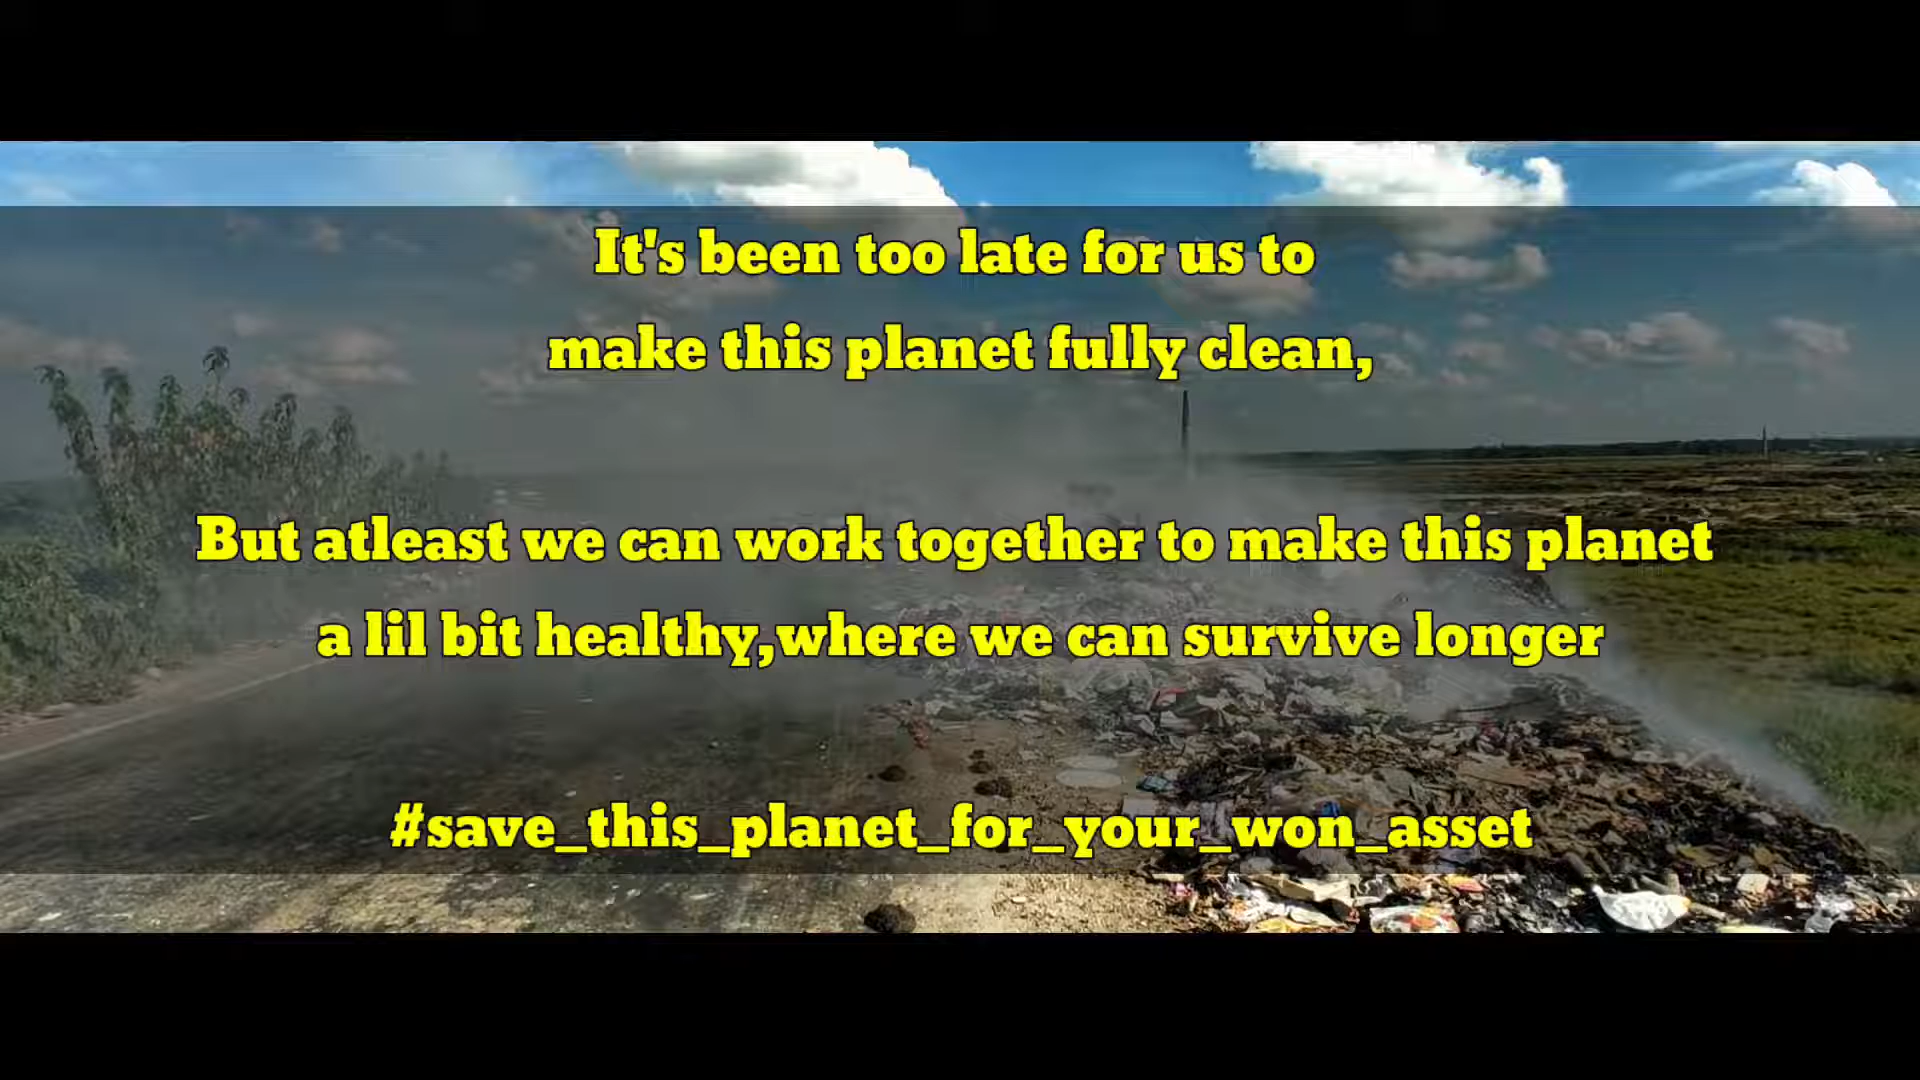 It's been too late for us to
make this planet fully clean,
But atleast we can work together to make this planet
a lil bit healthy,where we can survive longer
#save_this_planet_for_your_won_asset